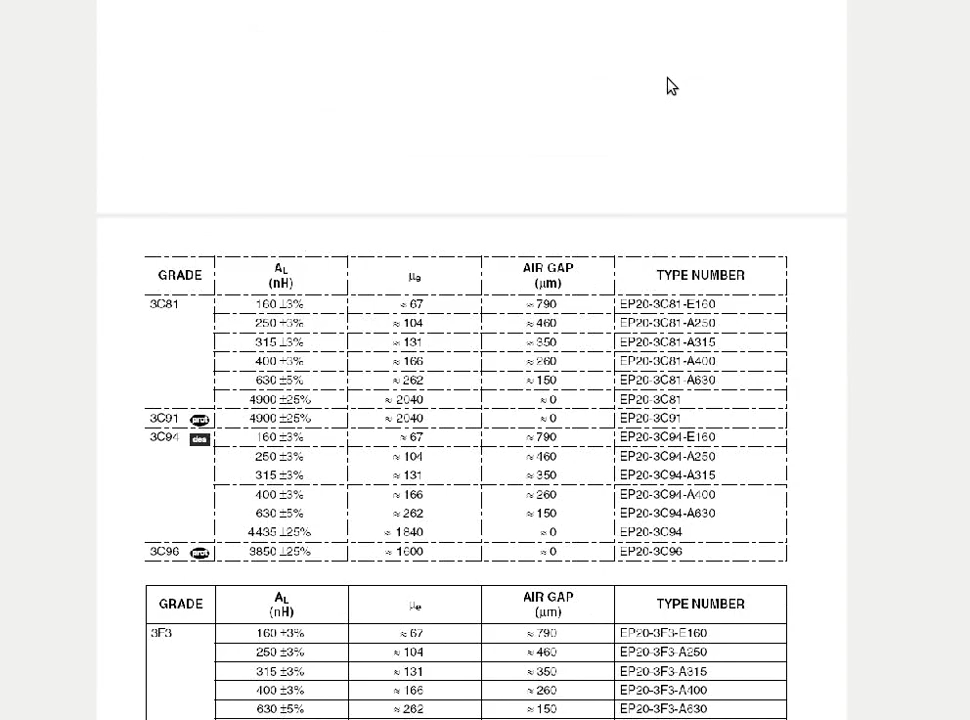 GRADE AL (nH) μe AIR GAP (μm) TYPE NUMBER
3C81 160 ±3% ≈ 67 ≈ 790 EP20-3C81-E160
250 ±3% ≈ 104 ≈ 460 EP20-3C81-A250
315 ±3% ≈ 131 ≈ 350 EP20-3C81-A315
400 ±3% ≈ 166 ≈ 260 EP20-3C81-A400
630 ±5% ≈ 262 ≈ 150 EP20-3C81-A630
4900 ±25% ≈ 2040 ≈ 0 EP20-3C81
3C91 prot 4900 ±25% ≈ 2040 ≈ 0 EP20-3C91
3C94 des 160 ±3% ≈ 67 ≈ 790 EP20-3C94-E160
250 ±3% ≈ 104 ≈ 460 EP20-3C94-A250
315 ±3% ≈ 131 ≈ 350 EP20-3C94-A315
400 ±3% ≈ 166 ≈ 260 EP20-3C94-A400
630 ±5% ≈ 262 ≈ 150 EP20-3C94-A630
4435 ±25% ≈ 1840 ≈ 0 EP20-3C94
3C96 prot 3850 ±25% ≈ 1600 ≈ 0 EP20-3C96
GRADE AL (nH) μe AIR GAP (μm) TYPE NUMBER
3F3 160 ±3% ≈ 67 ≈ 790 EP20-3F3-E160
250 ±3% ≈ 104 ≈ 460 EP20-3F3-A250
315 ±3% ≈ 131 ≈ 350 EP20-3F3-A315
400 ±3% ≈ 166 ≈ 260 EP20-3F3-A400
630 ±5% ≈ 262 ≈ 150 EP20-3F3-A630